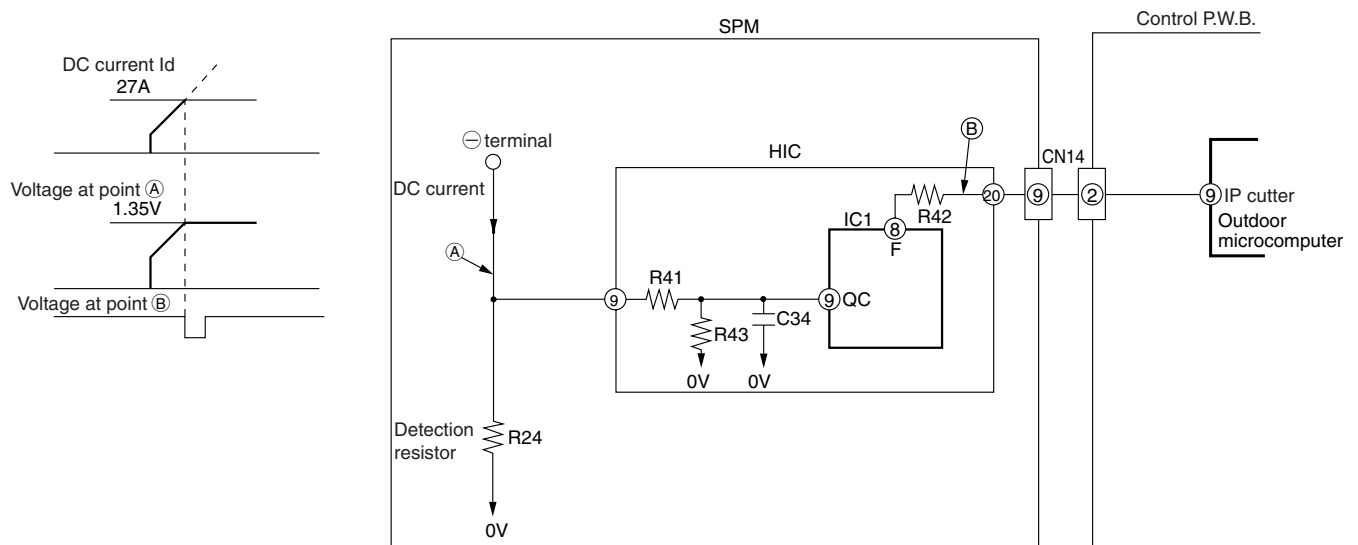 DC current Id
27A
Voltage at point Ⓐ
1.35V
Voltage at point Ⓑ
SPM
Control P.W.B.
⊖ terminal
DC current
Ⓐ
Detection
resistor
R24
0V
HIC
Ⓑ
⑨
R41
R43
0V
C34
0V
⑨ QC
IC1
⑧
F
R42
⑳
CN14
⑨
②
⑨ IP cutter
Outdoor
microcomputer